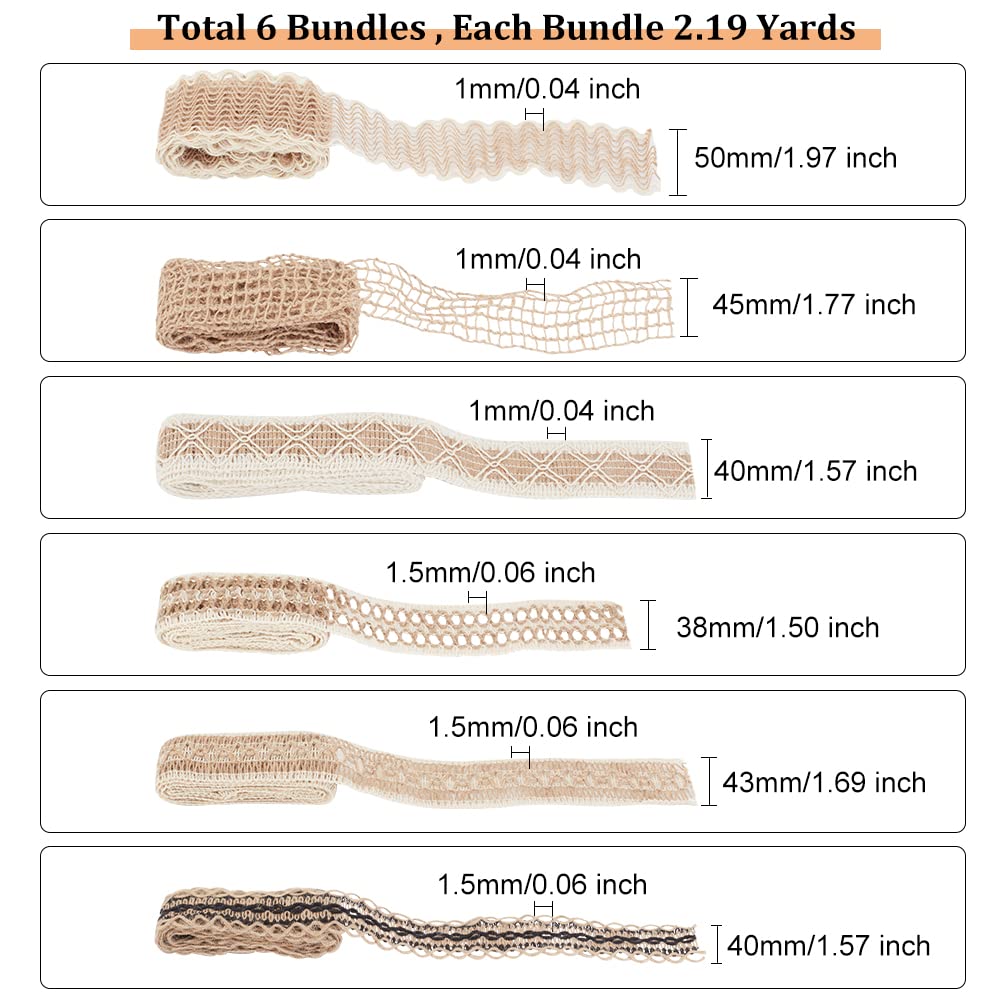 Total 6 Bundles , Each Bundle 2.19 Yards
1mm/0.04 inch
50mm/1.97 inch
1mm/0.04 inch
45mm/1.77 inch
1mm/0.04 inch
40mm/1.57 inch
1.5mm/0.06 inch
38mm/1.50 inch
1.5mm/0.06 inch
43mm/1.69 inch
1.5mm/0.06 inch
40mm/1.57 inch